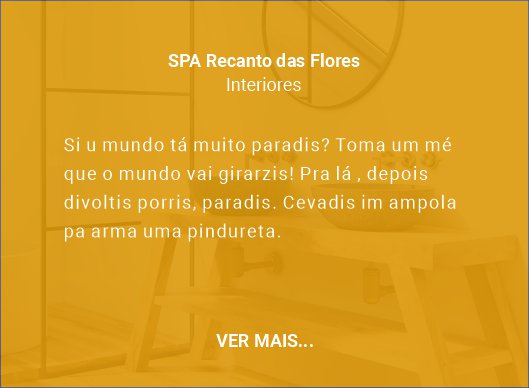 SPA Recanto das Flores
Interiores
Si u mundo tá muito paradis? Toma um mé
que o mundo vai girarzis! Pra lá , depois
divoltis porris, paradis. Cevadis im ampola
pa arma uma pindureta.
VER MAIS...